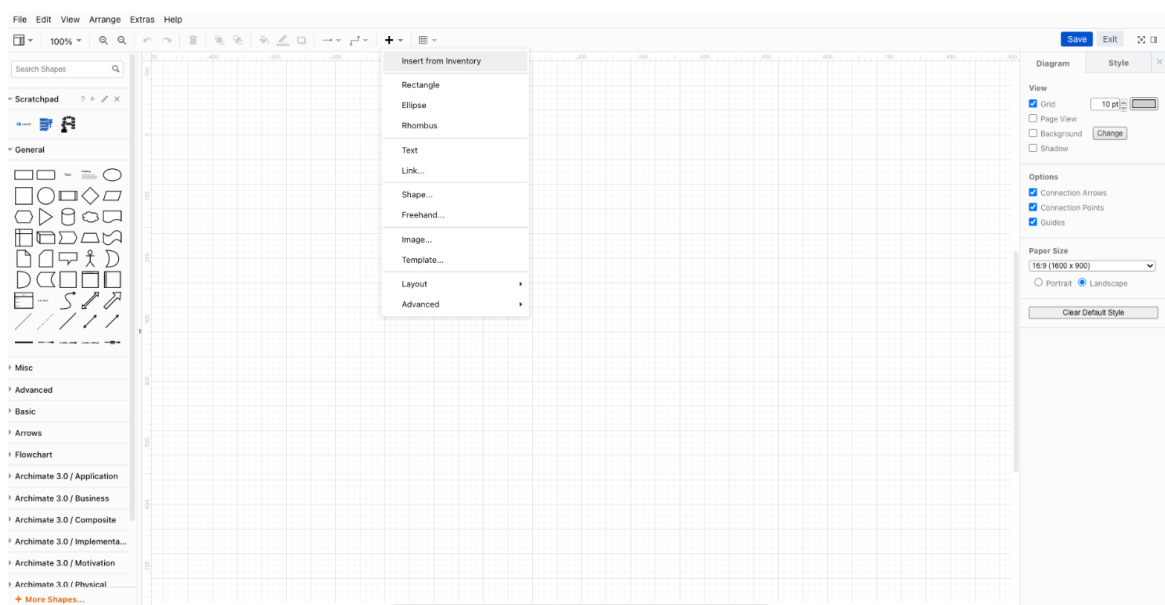 File Edit View Arrange Extras Help
100%
Save Exit
Search Shapes
Scratchpad ?
General
Misc
Advanced
Basic
Arrows
Flowchart
Archimate 3.0 / Application
Archimate 3.0 / Business
Archimate 3.0 / Composite
Archimate 3.0 / Implementa...
Archimate 3.0 / Motivation
Archimate 3.0 / Physical
+ More Shapes...
Insert from Inventory
Rectangle
Ellipse
Rhombus
Text
Link...
Shape...
Freehand...
Image...
Template...
Layout
Advanced
Diagram Style
View
Grid 10 pt
Page View
Background Change
Shadow
Options
Connection Arrows
Connection Points
Guides
Paper Size
16:9 (1600 x 900)
Portrait Landscape
Clear Default Style